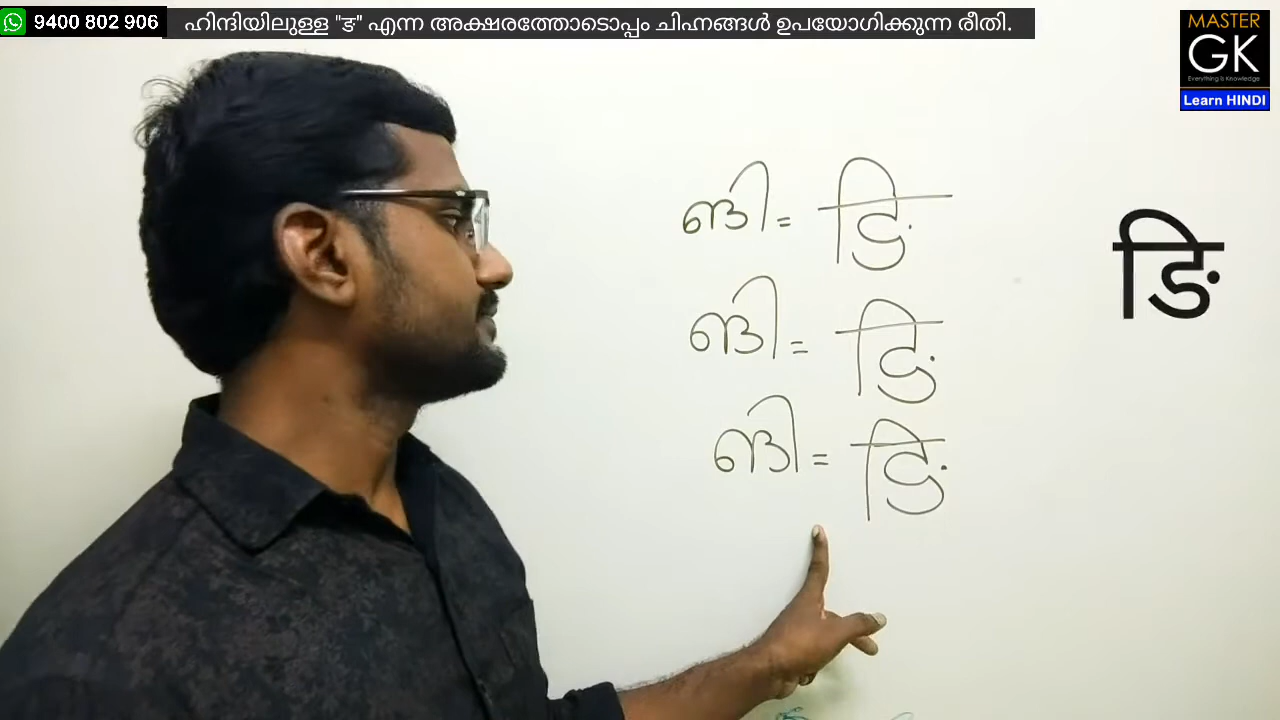 9400 802 906 ഹിന്ദിയിലുള്ള "ङ" എന്ന അക്ഷരത്തോടൊപ്പം ചിഹ്നങ്ങൾ ഉപയോഗിക്കുന്ന രീതി.
MASTER
GK
Everything is Knowledge
Learn HINDI
ങി = ङि
ङि
ങി = ङि
ങി = ङि